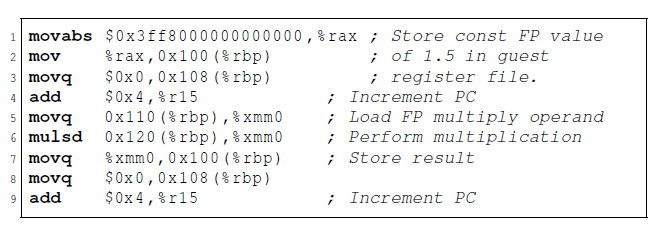 1 movabs $0x3ff8000000000000,%rax ; Store const FP value
2 mov %rax,0x100(%rbp) ; of 1.5 in guest
3 movq $0x0,0x108(%rbp) ; register file.
4 add $0x4,%r15 ; Increment PC
5 movq 0x110(%rbp),%xmm0 ; Load FP multiply operand
6 mulsd 0x120(%rbp),%xmm0 ; Perform multiplication
7 movq %xmm0,0x100(%rbp) ; Store result
8 movq $0x0,0x108(%rbp)
9 add $0x4,%r15 ; Increment PC